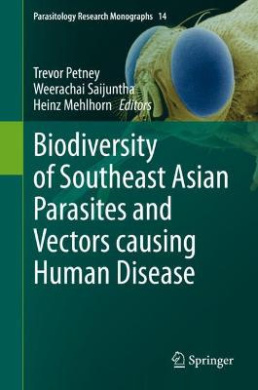 Parasitology Research Monographs 14
Trevor Petney
Weerachai Saijuntha
Heinz Mehlhorn Editors
Biodiversity
of Southeast Asian
Parasites and
Vectors causing
Human Disease
Springer